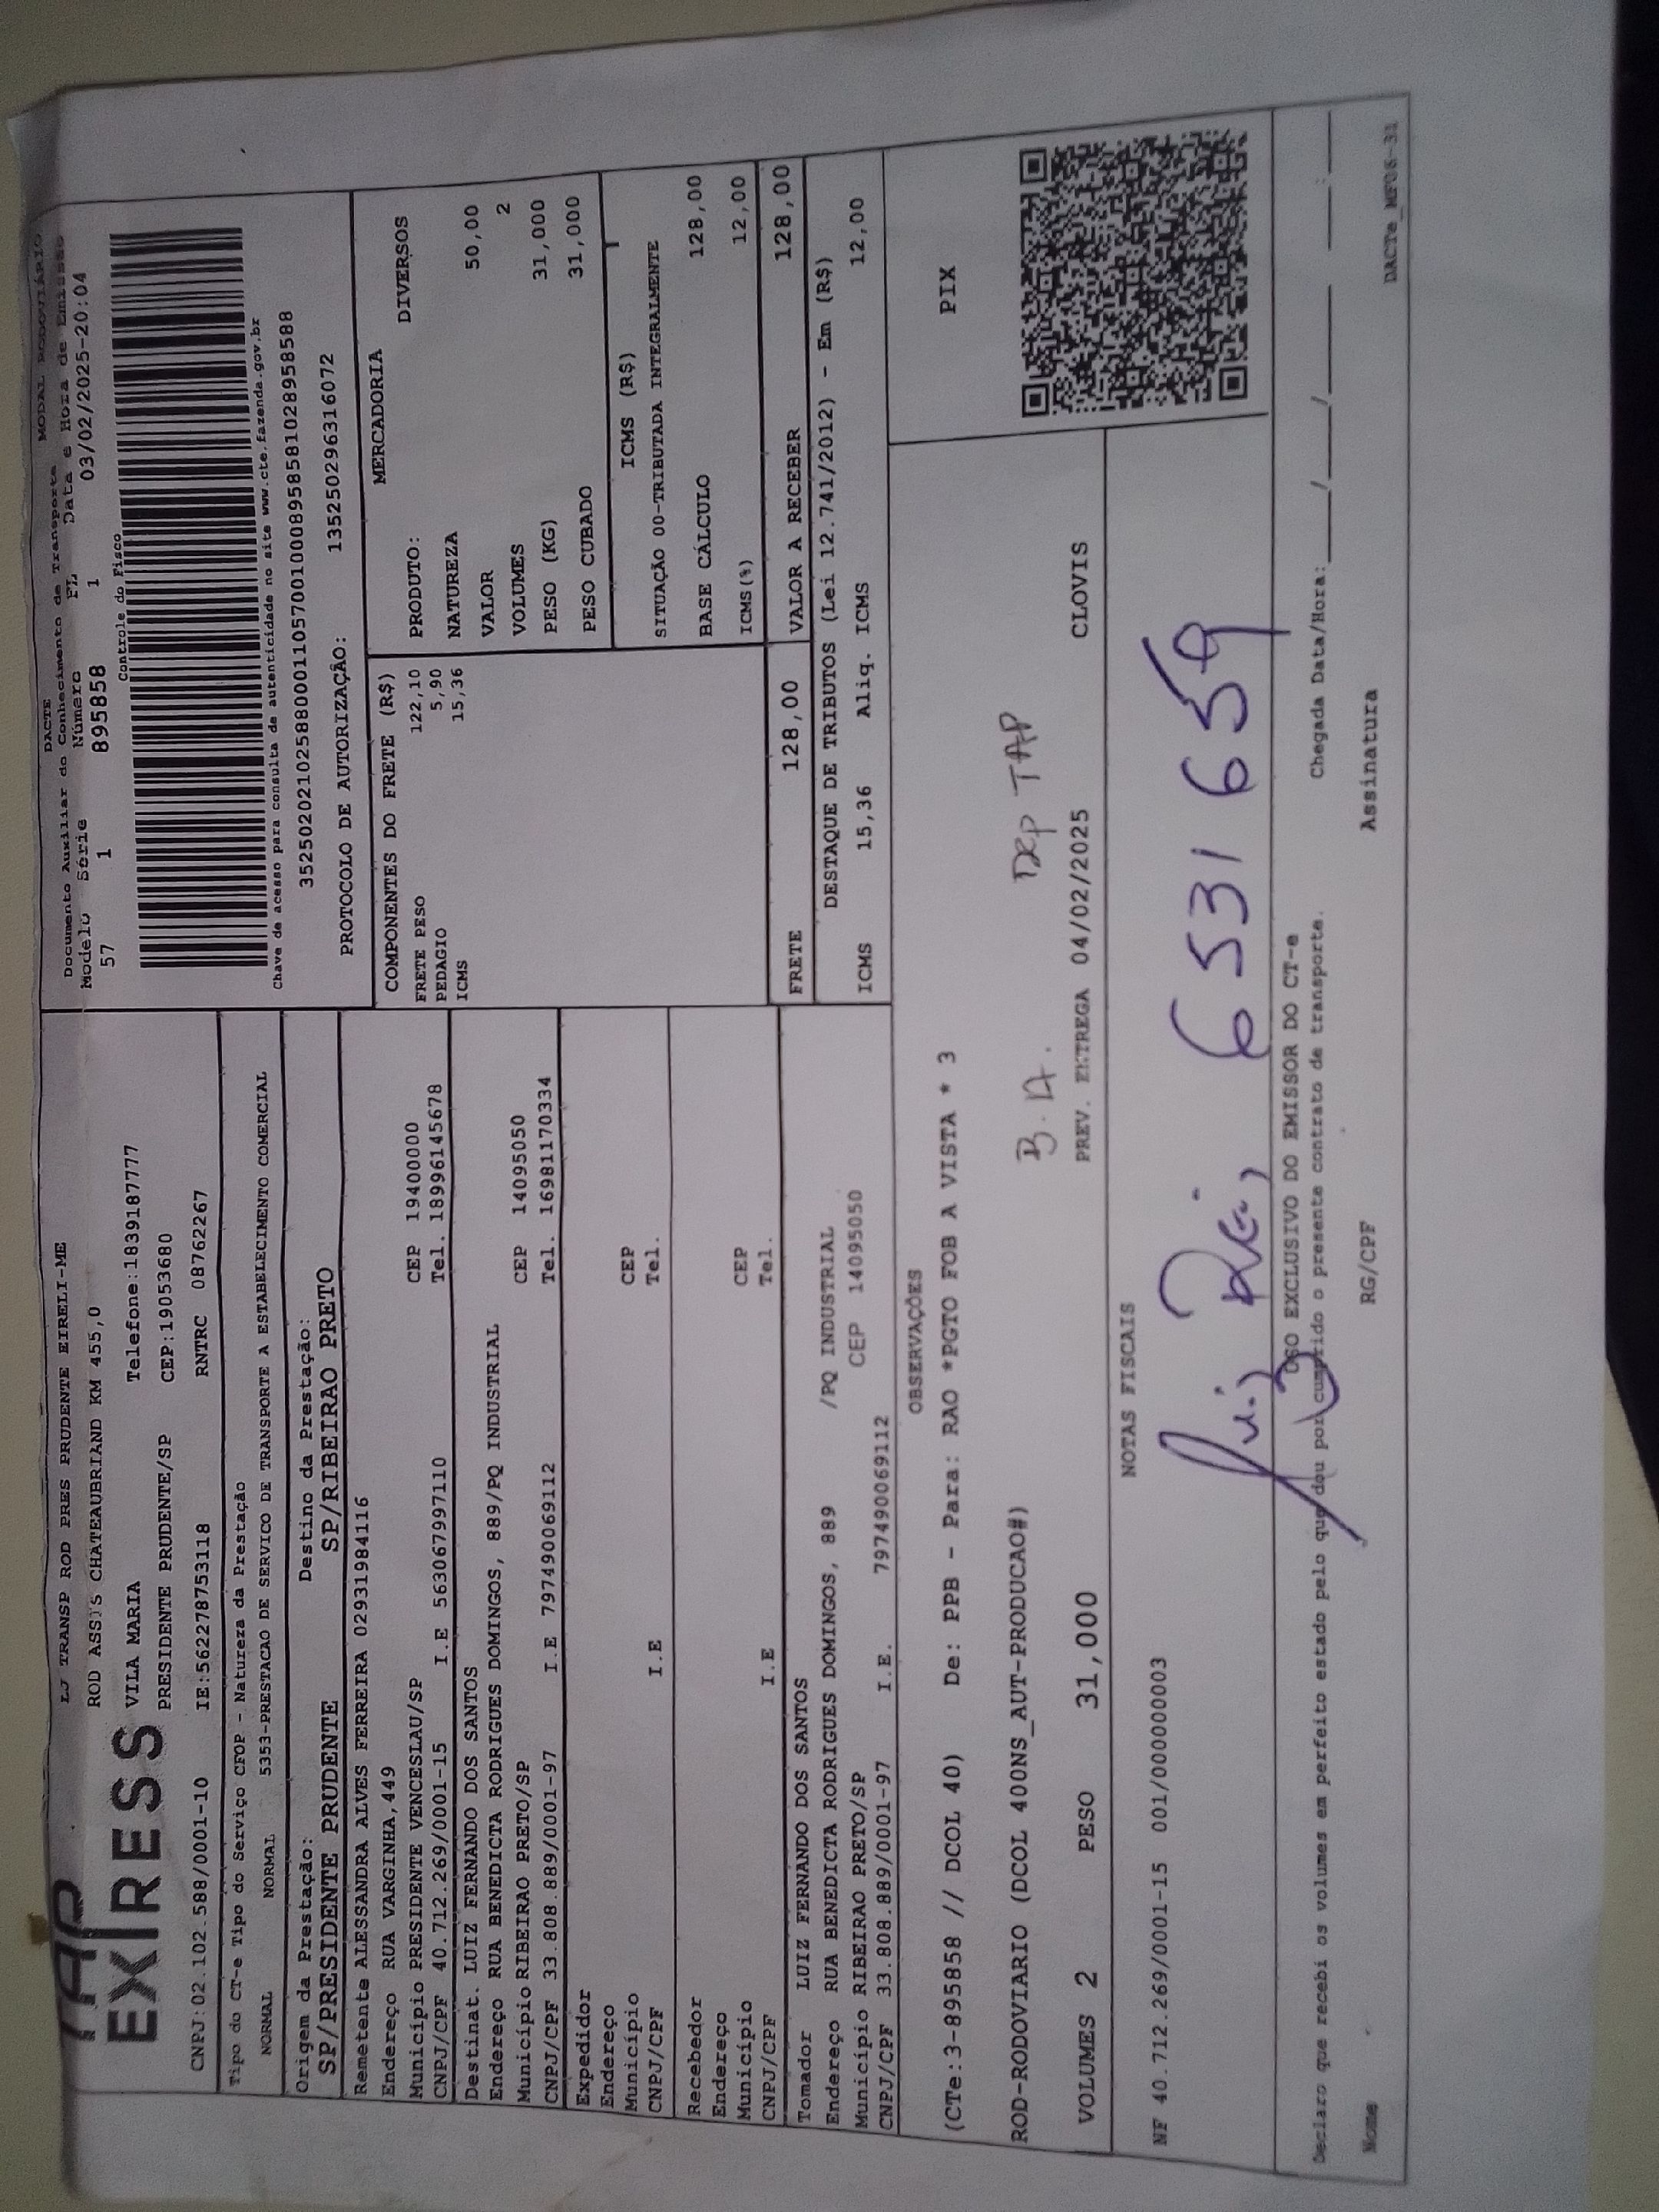 TAP
EXPRESS
LJ TRANSP ROD PRES PRUDENTE EIRELI-ME
ROD ASSIS CHATEAUBRIAND KM 455,0
VILA MARIA Telefone:1839187777
PRESIDENTE PRUDENTE/SP CEP:19053680
CNPJ:02.102.588/0001-10 IE:562278753118 RNTRC 08762267
DACTE MODAL RODOVIÁRIO
Documento Auxiliar do Conhecimento de Transporte
Modelo Série Número FL Data e Hora de Emissão
57 1 895858 1 03/02/2025-20:04
Controle do Fisco
Chave de acesso para consulta de autenticidade no site www.cte.fazenda.gov.br
35250202102588000110570010008958581028958588
PROTOCOLO DE AUTORIZAÇÃO: 135250296316072
Tipo do CT-e Tipo do Serviço CFOP - Natureza da Prestação
NORMAL NORMAL 5353-PRESTACAO DE SERVICO DE TRANSPORTE A ESTABELECIMENTO COMERCIAL
Origem da Prestação: Destino da Prestação:
SP/PRESIDENTE PRUDENTE SP/RIBEIRAO PRETO
Remetente ALESSANDRA ALVES FERREIRA 02931984116
Endereço RUA VARGINHA,449
Município PRESIDENTE VENCESLAU/SP CEP 19400000
CNPJ/CPF 40.712.269/0001-15 I.E 563067997110 Tel. 18996145678
Destinat. LUIZ FERNANDO DOS SANTOS
Endereço RUA BENEDICTA RODRIGUES DOMINGOS, 889/PQ INDUSTRIAL
Município RIBEIRAO PRETO/SP CEP 14095050
CNPJ/CPF 33.808.889/0001-97 I.E 797490069112 Tel. 16981170334
Expedidor
Endereço
Município CEP
CNPJ/CPF I.E Tel.
Recebedor
Endereço
Município CEP
CNPJ/CPF I.E Tel.
Tomador LUIZ FERNANDO DOS SANTOS
Endereço RUA BENEDICTA RODRIGUES DOMINGOS, 889 /PQ INDUSTRIAL
Município RIBEIRAO PRETO/SP CEP 14095050
CNPJ/CPF 33.808.889/0001-97 I.E. 797490069112
COMPONENTES DO FRETE (R$)
FRETE PESO 122,10
PEDAGIO 5,90
ICMS 15,36
MERCADORIA
PRODUTO: DIVERSOS
NATUREZA
VALOR 50,00
VOLUMES 2
PESO (KG) 31,000
PESO CUBADO 31,000
ICMS (R$)
SITUAÇÃO 00-TRIBUTADA INTEGRALMENTE
BASE CÁLCULO 128,00
ICMS(%) 12,00
FRETE 128,00 VALOR A RECEBER 128,00
DESTAQUE DE TRIBUTOS (Lei 12.741/2012) - Em (R$)
ICMS 15,36 Aliq. ICMS 12,00
OBSERVAÇÕES
(CTe:3-895858 // DCOL 40) De: PPB - Para: RAO *PGTO FOB A VISTA * 3
PIX
ROD-RODOVIARIO (DCOL 400NS_AUT-PRODUCAO#)
B.A. Dep TAP
VOLUMES 2 PESO 31,000 PREV. ENTREGA 04/02/2025 CLOVIS
NOTAS FISCAIS
NF 40.712.269/0001-15 001/000000003
6 531 659
USO EXCLUSIVO DO EMISSOR DO CT-e
Declaro que recebi os volumes em perfeito estado pelo que dou por cumprido o presente contrato de transporte. Chegada Data/Hora:____/____/____ ____:____
Nome RG/CPF Assinatura
DACTe_MF06-31